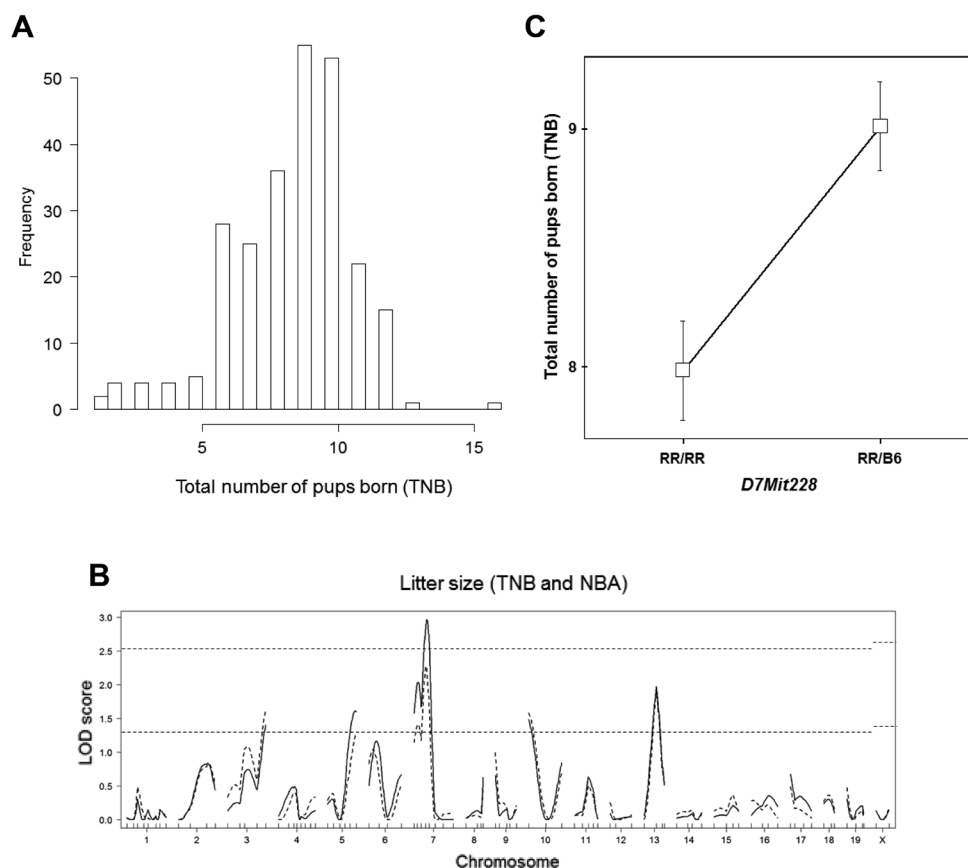 A
Frequency
50
40
30
20
10
0
5 10 15
Total number of pups born (TNB)
C
Total number of pups born (TNB)
9
8
RR/RR RR/B6
D7Mit228
B
Litter size (TNB and NBA)
LOD score
3.0
2.5
2.0
1.5
1.0
0.5
0.0
1 2 3 4 5 6 7 8 9 10 11 12 13 14 15 16 17 18 19 X
Chromosome